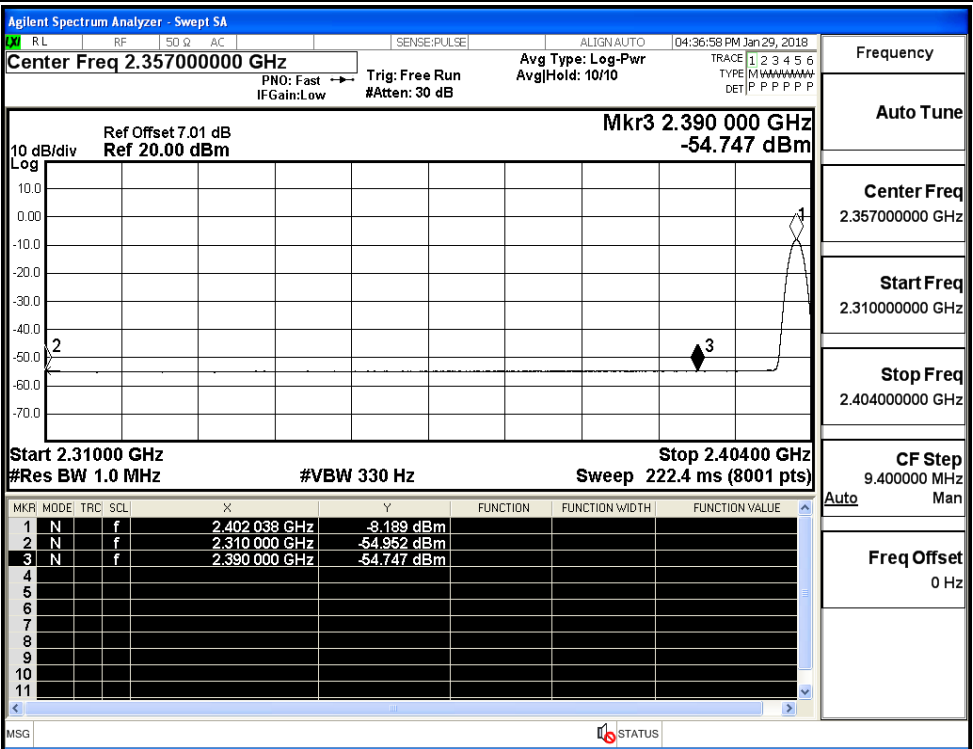 Agilent Spectrum Analyzer - Swept SA
RL RF 50 Ω AC SENSE:PULSE ALIGN AUTO 04:36:58 PM Jan 29, 2018
Center Freq 2.357000000 GHz
PNO: Fast
IFGain:Low
Trig: Free Run
#Atten: 30 dB
Avg Type: Log-Pwr
Avg|Hold: 10/10
TRACE 1 2 3 4 5 6
TYPE M
DET P P P P P P
Mkr3 2.390 000 GHz
-54.747 dBm
Ref Offset 7.01 dB
Ref 20.00 dBm
10 dB/div
Log
10.0
0.00
-10.0
-20.0
-30.0
-40.0
-50.0
-60.0
-70.0
1
2
3
Start 2.31000 GHz Stop 2.40400 GHz
#Res BW 1.0 MHz #VBW 330 Hz Sweep 222.4 ms (8001 pts)
MKR MODE TRC SCL X Y FUNCTION FUNCTION WIDTH FUNCTION VALUE
1 N f 2.402 038 GHz -8.189 dBm
2 N f 2.310 000 GHz -54.952 dBm
3 N f 2.390 000 GHz -54.747 dBm
4
5
6
7
8
9
10
11
MSG STATUS
Frequency
Auto Tune
Center Freq
2.357000000 GHz
Start Freq
2.310000000 GHz
Stop Freq
2.404000000 GHz
CF Step
9.400000 MHz
Auto Man
Freq Offset
0 Hz